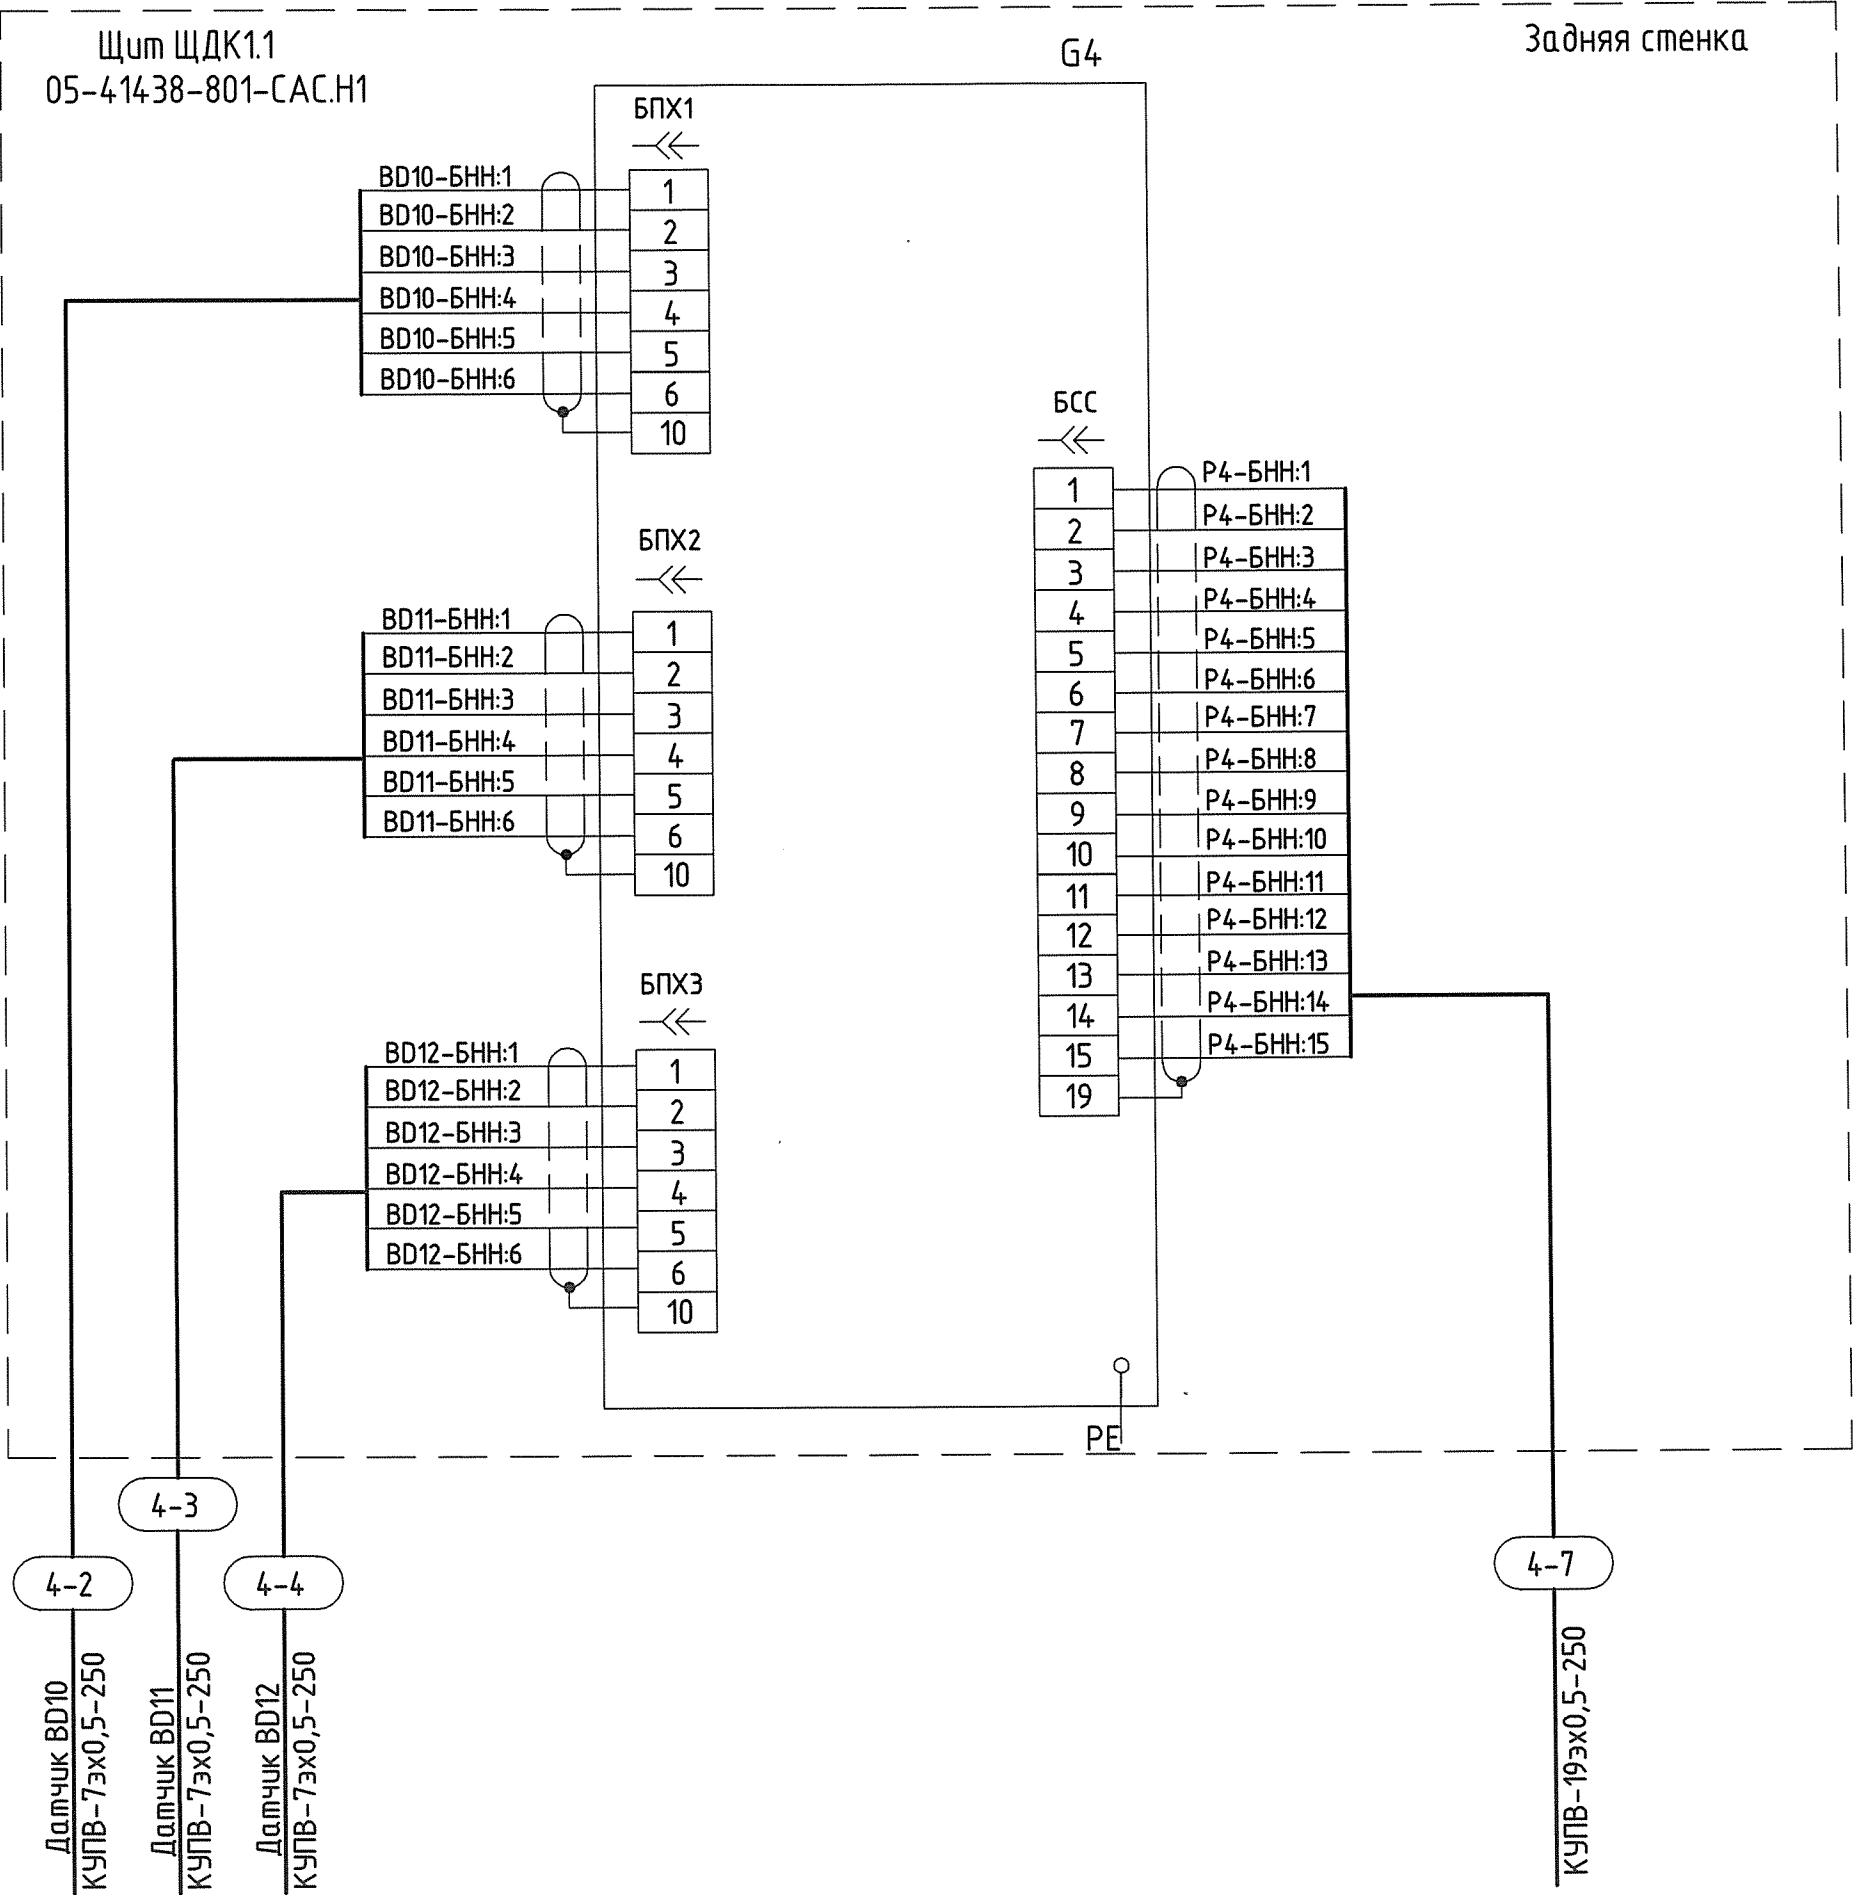 Щит ЩДК1.1
05-41438-801-САС.Н1
Задняя стенка
G4
БПХ1
BD10-БНН:1
BD10-БНН:2
BD10-БНН:3
BD10-БНН:4
BD10-БНН:5
BD10-БНН:6
1
2
3
4
5
6
10
БПХ2
BD11-БНН:1
BD11-БНН:2
BD11-БНН:3
BD11-БНН:4
BD11-БНН:5
BD11-БНН:6
1
2
3
4
5
6
10
БПХ3
BD12-БНН:1
BD12-БНН:2
BD12-БНН:3
BD12-БНН:4
BD12-БНН:5
BD12-БНН:6
1
2
3
4
5
6
10
БСС
1
2
3
4
5
6
7
8
9
10
11
12
13
14
15
19
Р4-БНН:1
Р4-БНН:2
Р4-БНН:3
Р4-БНН:4
Р4-БНН:5
Р4-БНН:6
Р4-БНН:7
Р4-БНН:8
Р4-БНН:9
Р4-БНН:10
Р4-БНН:11
Р4-БНН:12
Р4-БНН:13
Р4-БНН:14
Р4-БНН:15
PE
4-2
4-3
4-4
4-7
Датчик BD10
КУПВ-7эх0,5-250
Датчик BD11
КУПВ-7эх0,5-250
Датчик BD12
КУПВ-7эх0,5-250
КУПВ-19эх0,5-250